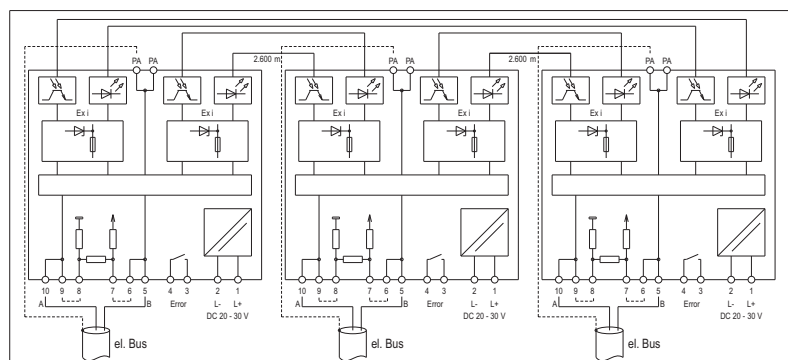 2.600 m
2.600 m
PA PA
PA PA
PA PA
Ex i Ex i
Ex i Ex i
Ex i Ex i
10 9 8 7 6 5 4 3 2 1
10 9 8 7 6 5 4 3 2 1
10 9 8 7 6 5 4 3 2 1
A B Error L- L+
A B Error L- L+
A B Error L- L+
DC 20 - 30 V
DC 20 - 30 V
DC 20 - 30 V
el. Bus
el. Bus
el. Bus